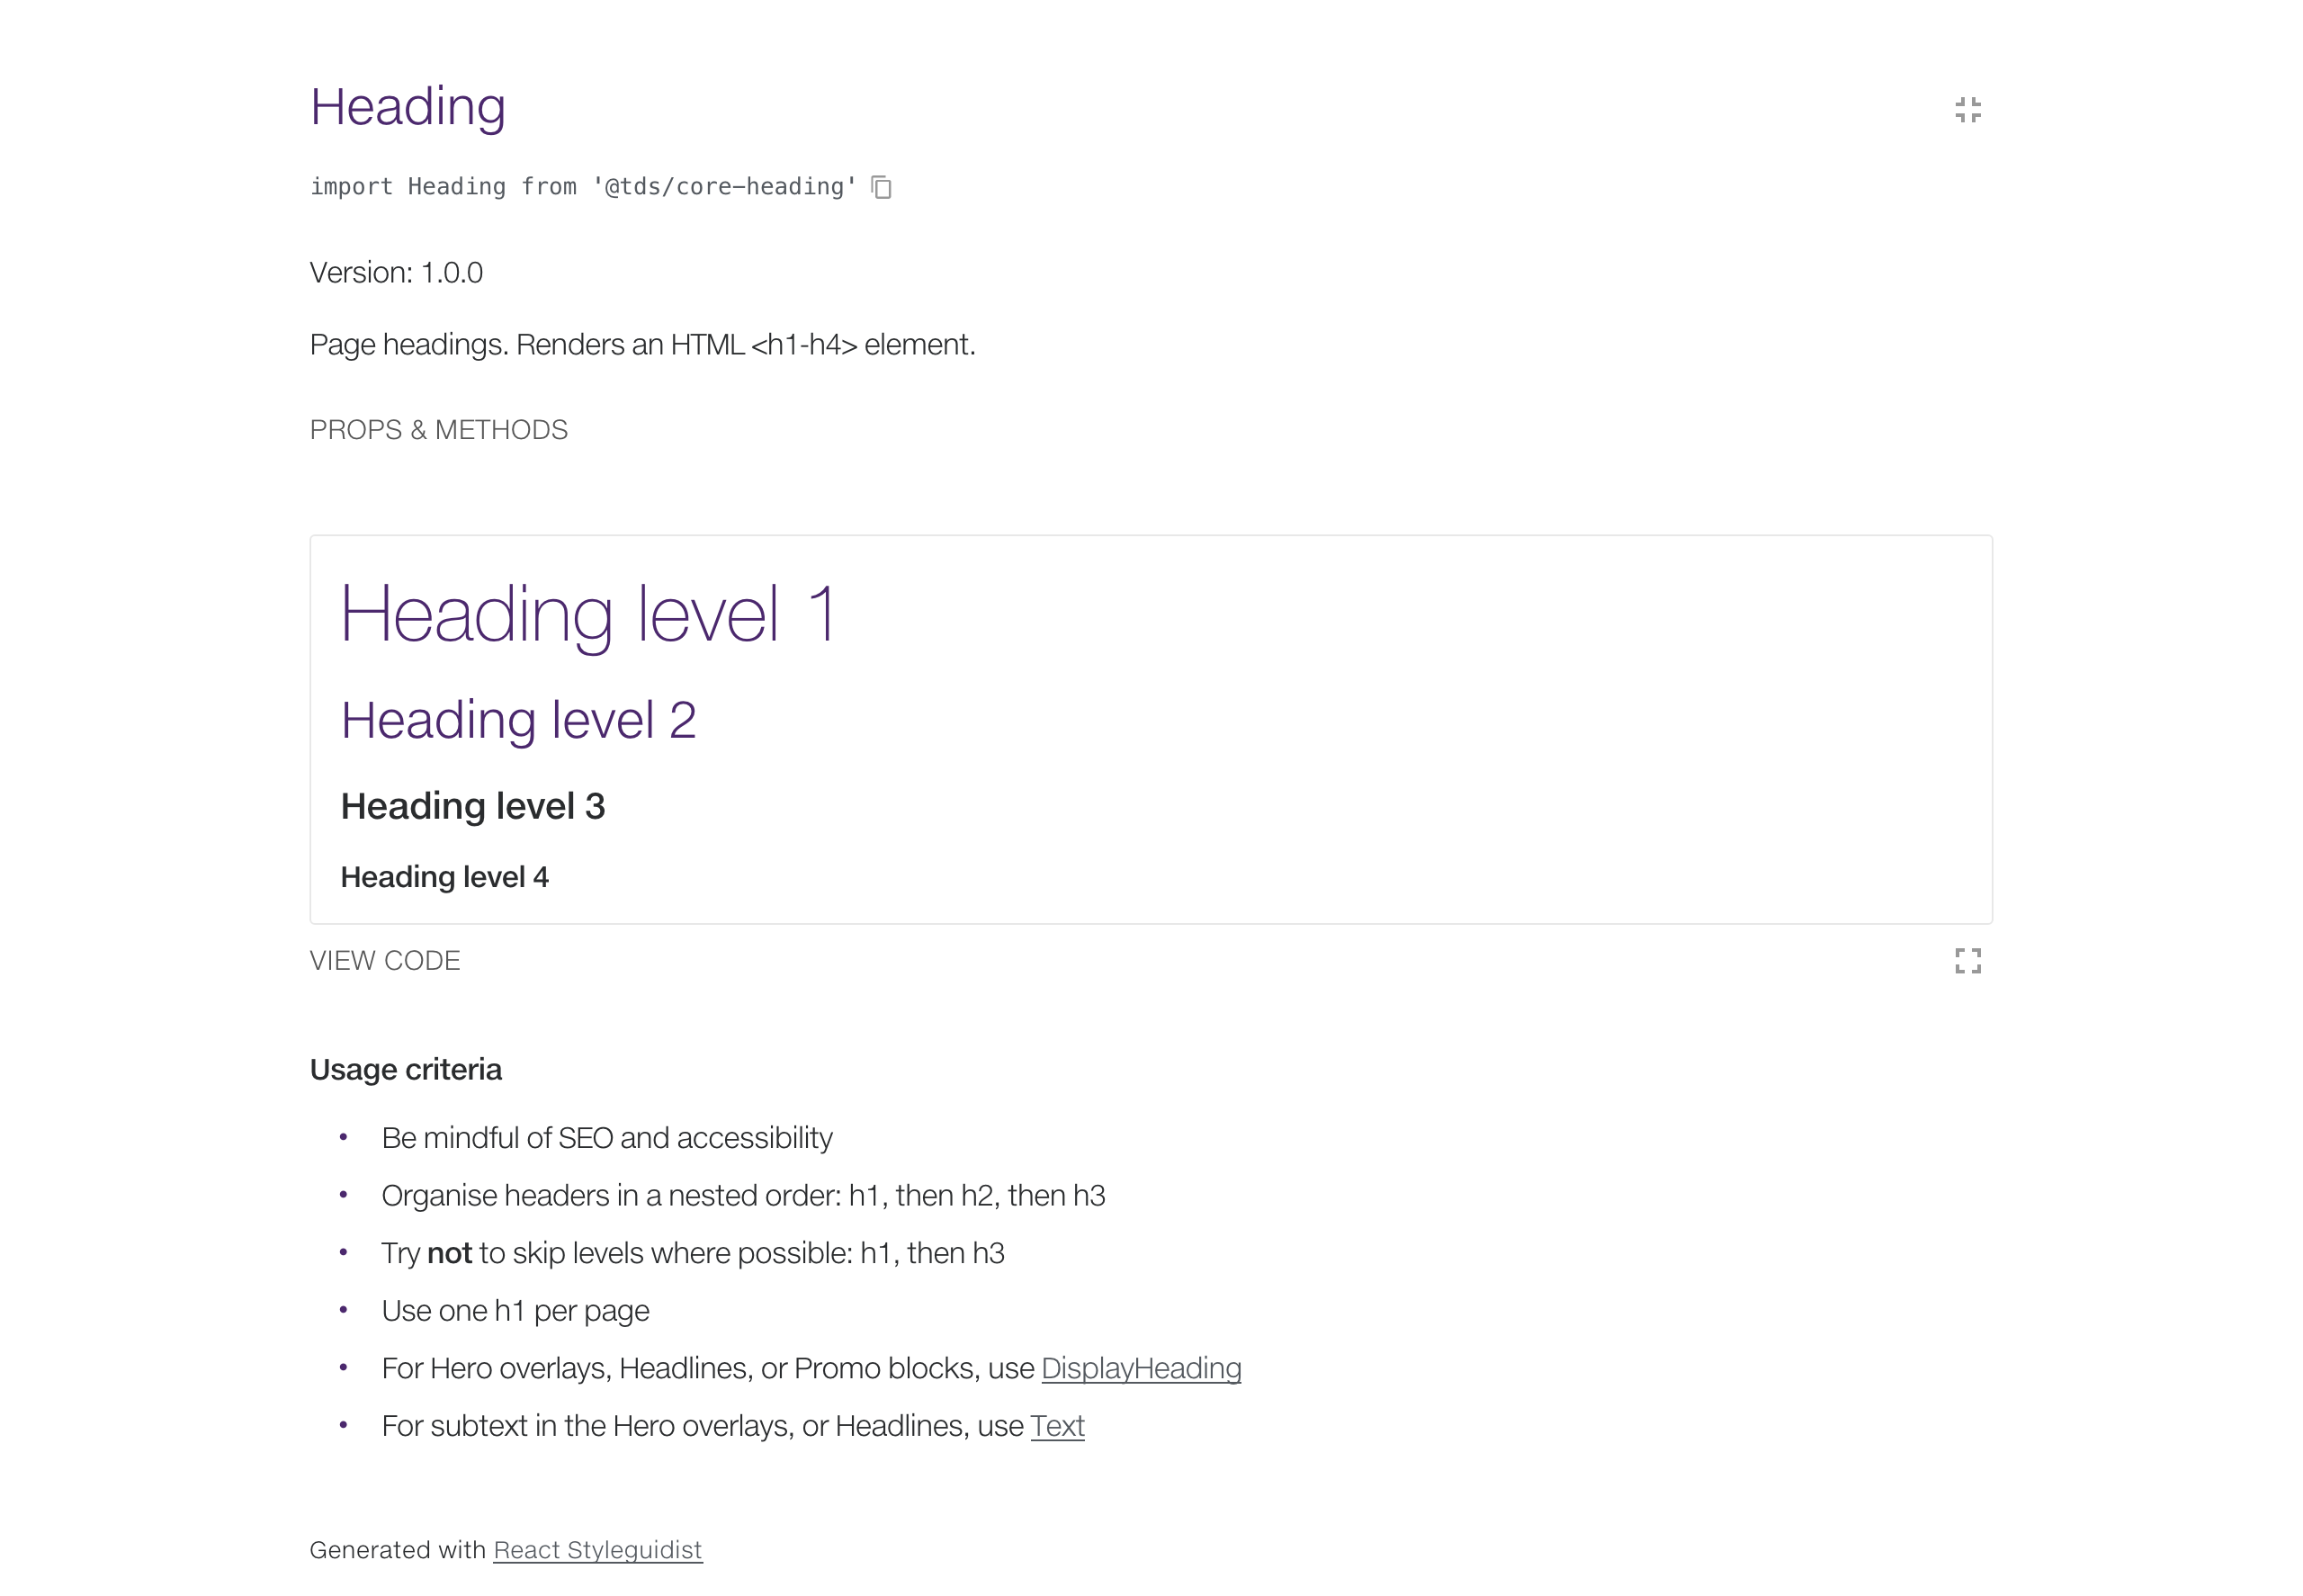 Heading
import Heading from '@tds/core-heading'
Version: 1.0.0
Page headings. Renders an HTML <h1-h4> element.
PROPS & METHODS
Heading level 1
Heading level 2
Heading level 3
Heading level 4
VIEW CODE
Usage criteria
• Be mindful of SEO and accessibility
• Organise headers in a nested order: h1, then h2, then h3
• Try not to skip levels where possible: h1, then h3
• Use one h1 per page
• For Hero overlays, Headlines, or Promo blocks, use DisplayHeading
• For subtext in the Hero overlays, or Headlines, use Text
Generated with React Styleguidist